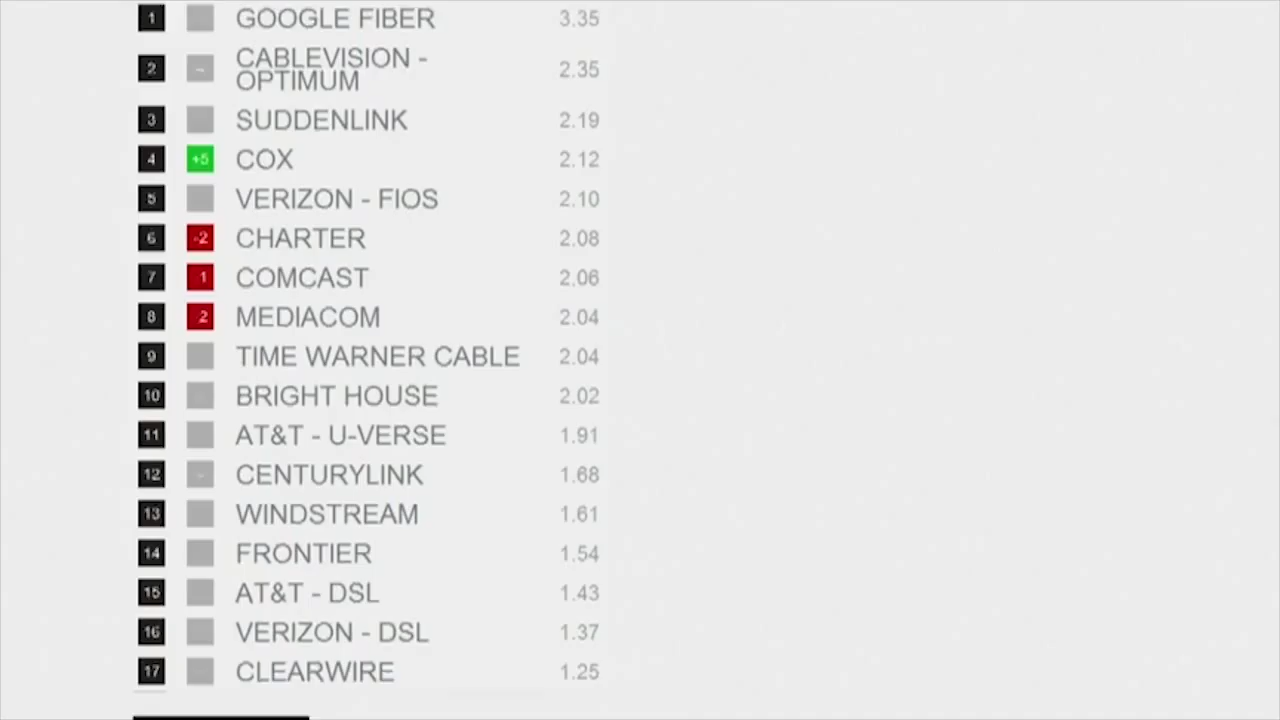 1 GOOGLE FIBER 3.35
2 CABLEVISION -
OPTIMUM 2.35
3 SUDDENLINK 2.19
4 +5 COX 2.12
5 VERIZON - FIOS 2.10
6 -2 CHARTER 2.08
7 1 COMCAST 2.06
8 2 MEDIACOM 2.04
9 TIME WARNER CABLE 2.04
10 BRIGHT HOUSE 2.02
11 AT&T - U-VERSE 1.91
12 CENTURYLINK 1.68
13 WINDSTREAM 1.61
14 FRONTIER 1.54
15 AT&T - DSL 1.43
16 VERIZON - DSL 1.37
17 CLEARWIRE 1.25